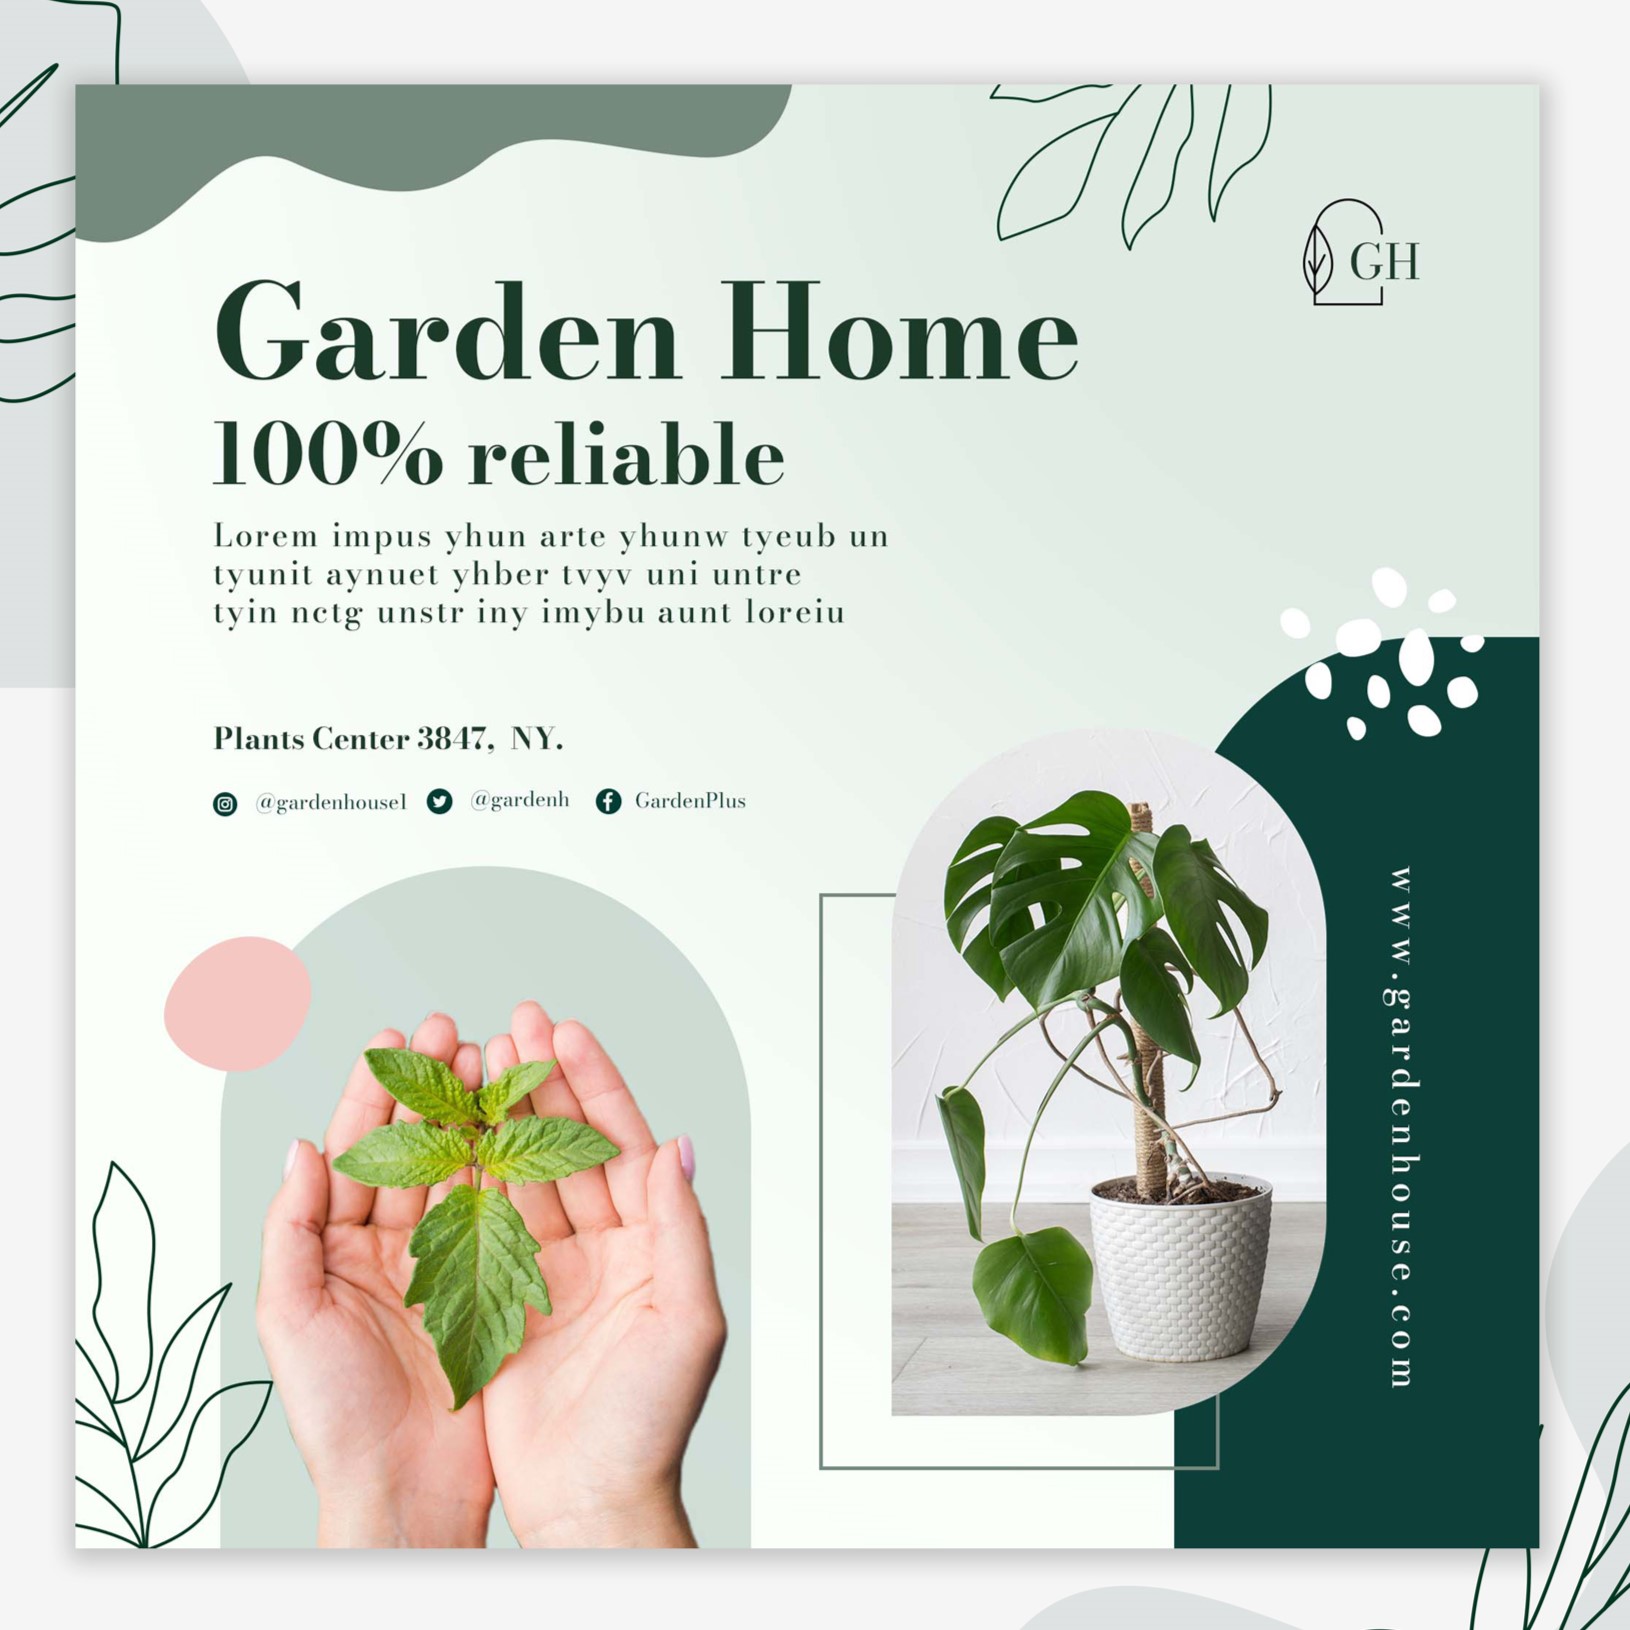 GH
Garden Home
100% reliable
Lorem impus yhun arte yhunw tyeub un
tyunit aynuet yhber tvyv uni untre
tyin nctg unstr iny imybu aunt loreiu
Plants Center 3847, NY.
@gardenhouse1 @gardenh GardenPlus
www.gardenhouse.com